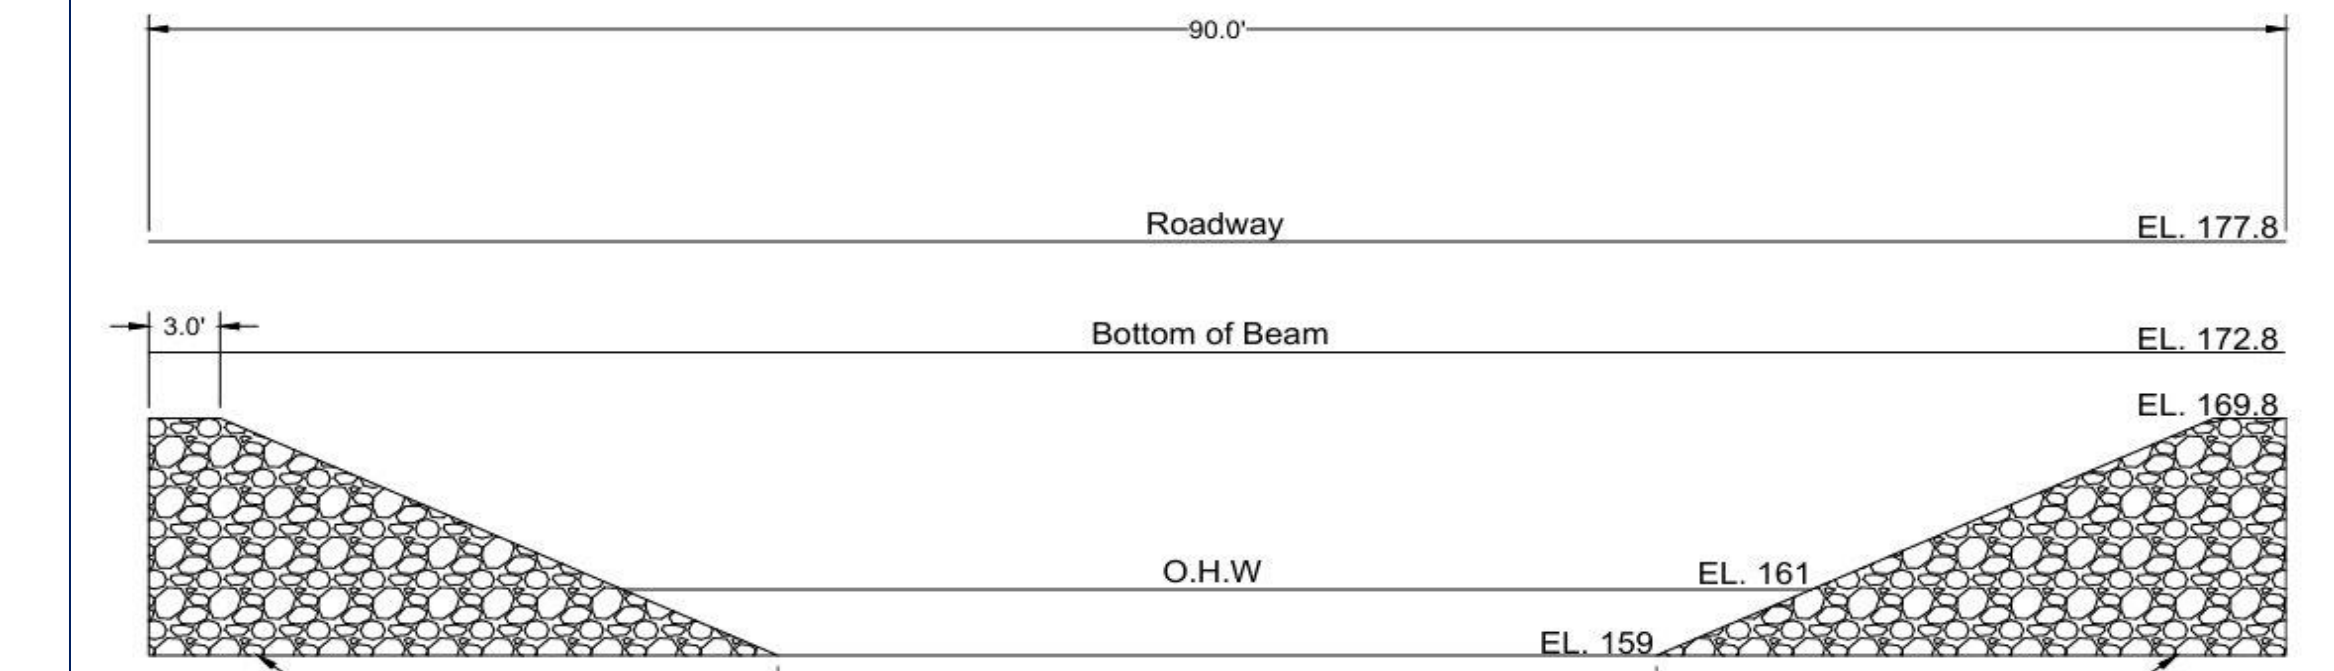 90.0'
Roadway
EL. 177.8
3.0'
Bottom of Beam
EL. 172.8
EL. 169.8
O.H.W
EL. 161
EL. 159